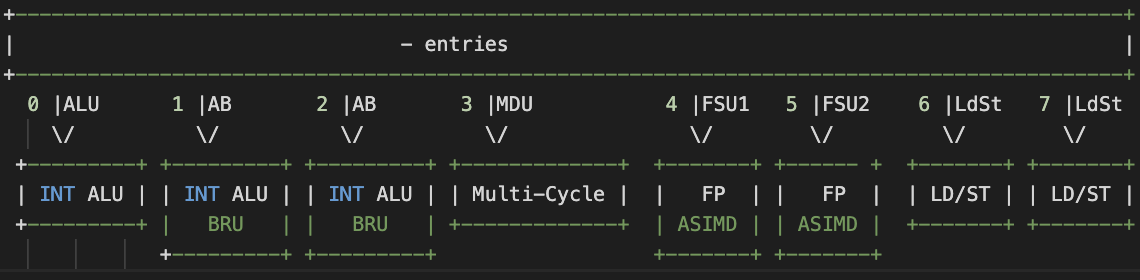 +---------------------------------------------------------------------------------------------+
|                                - entries                                                    |
+---------------------------------------------------------------------------------------------+
 0 |ALU      1 |AB       2 |AB       3 |MDU           4 |FSU1   5 |FSU2    6 |LdSt   7 |LdSt
   \/          \/          \/          \/               \/        \/         \/        \/
+---------+ +---------+ +---------+ +--------------+  +--------+ +------ +  +-------+ +-------+
| INT ALU | | INT ALU | | INT ALU | | Multi-Cycle |  |   FP  | |   FP  |  | LD/ST | | LD/ST |
+---------+ |   BRU   | |   BRU   | +--------------+  | ASIMD | | ASIMD |  +-------+ +-------+
            +---------+ +---------+                   +--------+ +--------+